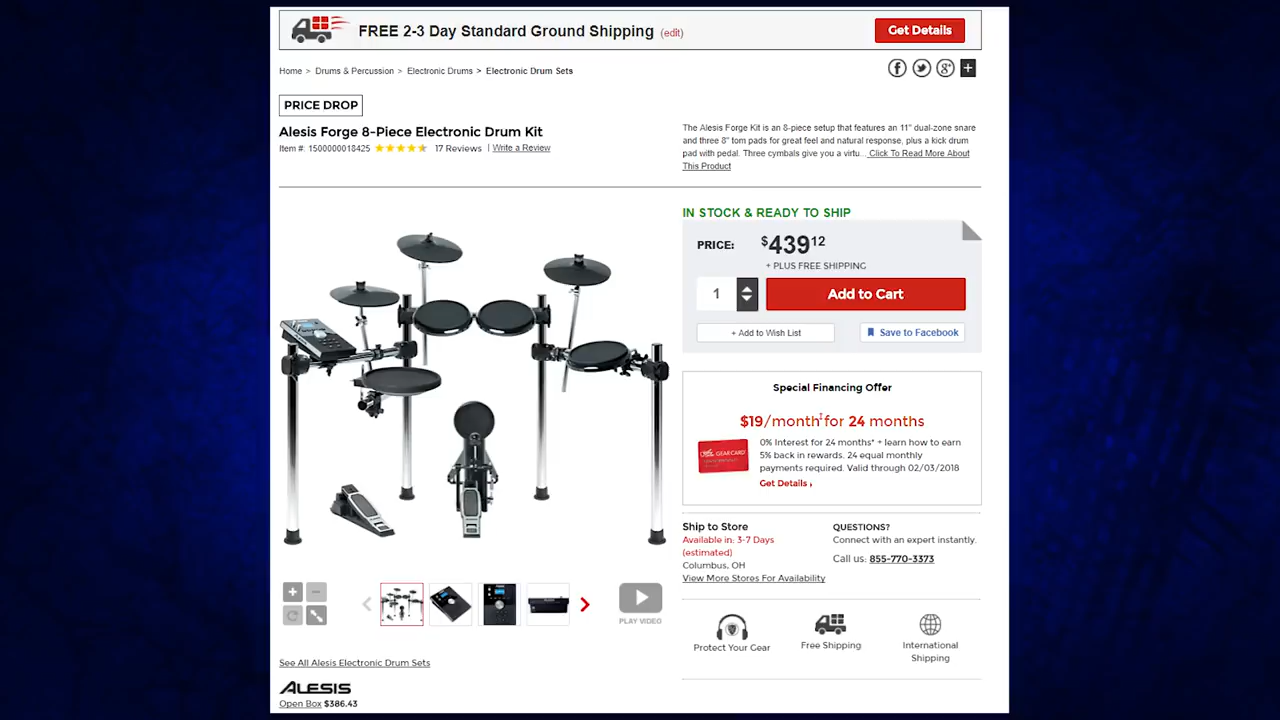 FREE 2-3 Day Standard Ground Shipping (edit)
Get Details
Home > Drums & Percussion > Electronic Drums > Electronic Drum Sets
PRICE DROP
Alesis Forge 8-Piece Electronic Drum Kit
Item #: 1500000018425 17 Reviews | Write a Review
The Alesis Forge Kit is an 8-piece setup that features an 11" dual-zone snare
and three 8" tom pads for great feel and natural response, plus a kick drum
pad with pedal. Three cymbals give you a virtu... Click To Read More About
This Product
IN STOCK & READY TO SHIP
PRICE: $439 12
+ PLUS FREE SHIPPING
1
Add to Cart
+ Add to Wish List
Save to Facebook
Special Financing Offer
$19/month for 24 months
GEARCARD
0% Interest for 24 months* + learn how to earn
5% back in rewards. 24 equal monthly
payments required. Valid through 02/03/2018
Get Details ›
Ship to Store
Available in: 3-7 Days
(estimated)
Columbus, OH
View More Stores For Availability
QUESTIONS?
Connect with an expert instantly.
Call us: 855-770-3373
PLAY VIDEO
Protect Your Gear
Free Shipping
International
Shipping
See All Alesis Electronic Drum Sets
ALESIS
Open Box $386.43